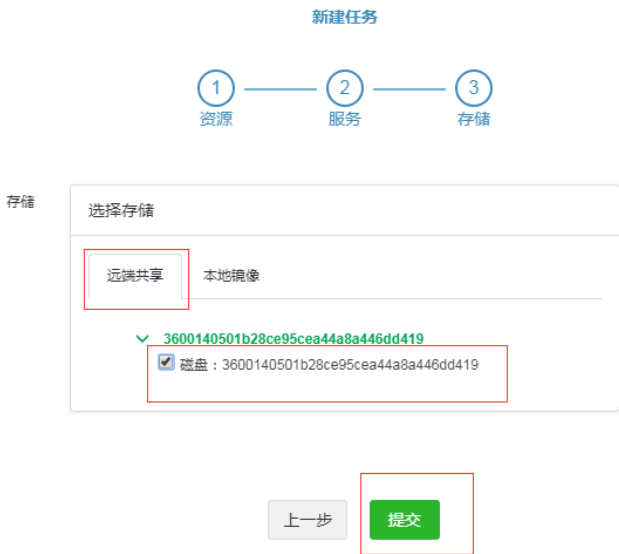 新建任务
1 2 3
资源 服务 存储
存储
选择存储
远端共享 本地镜像
3600140501b28ce95cea44a8a446dd419
磁盘：3600140501b28ce95cea44a8a446dd419
上一步 提交